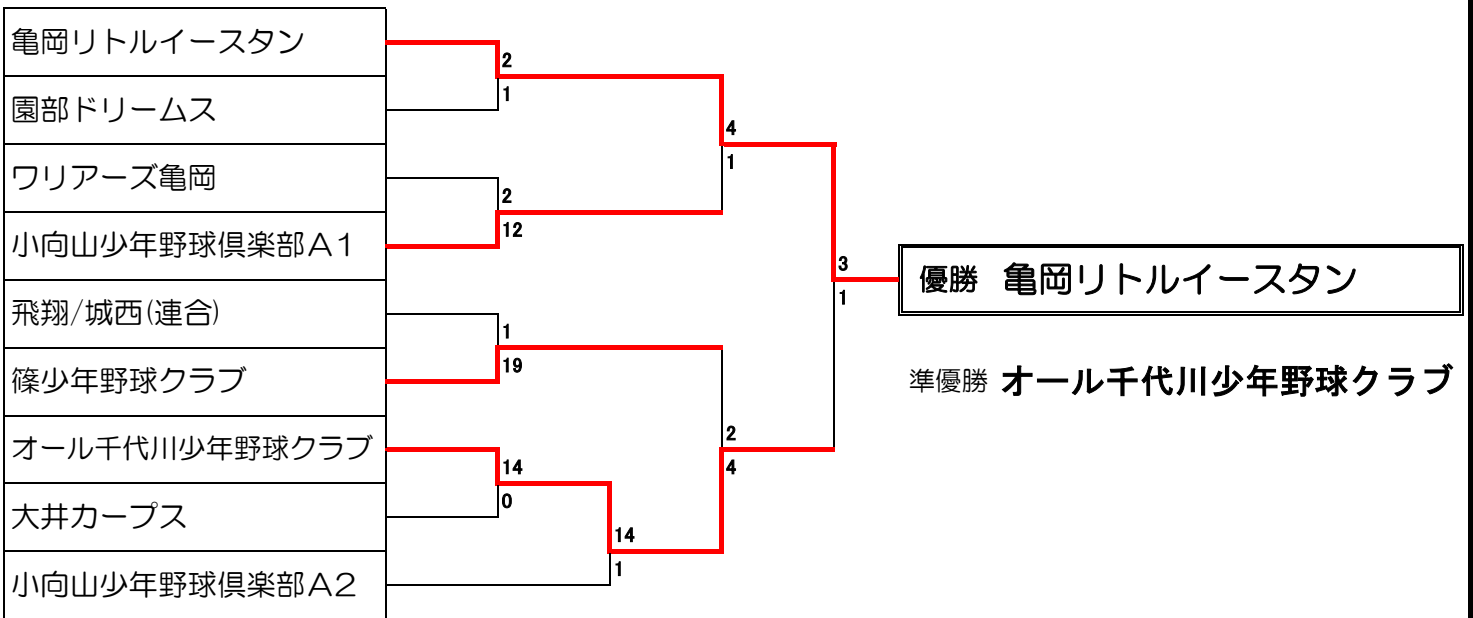 亀岡リトルイースタン
園部ドリームス
ワリアーズ亀岡
小向山少年野球倶楽部A1
飛翔/城西(連合)
篠少年野球クラブ
オール千代川少年野球クラブ
大井カープス
小向山少年野球倶楽部A2
2
1
2
12
1
19
14
0
14
1
4
1
2
4
3
1
優勝 亀岡リトルイースタン
準優勝 オール千代川少年野球クラブ